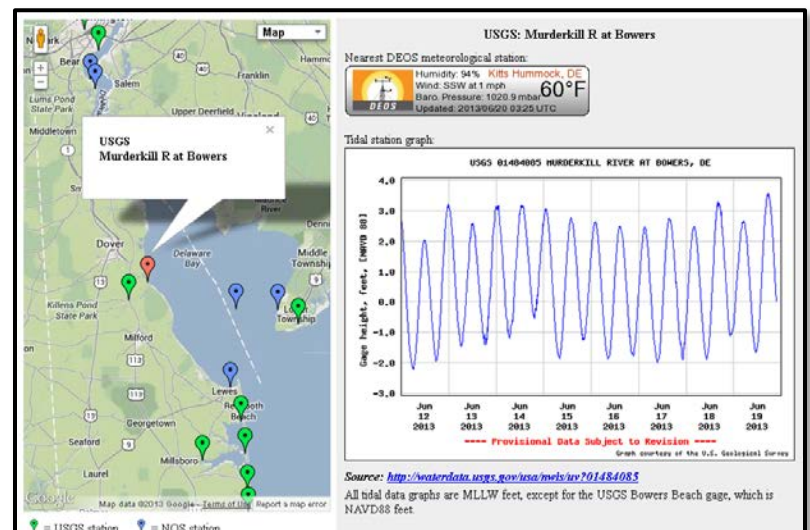 Map
Bear
Salem
Hammo
Franklin
Lums Pond
State Park
Upper Deerfield
Middletown
USGS
Murderkill R at Bowers
Maurice
River
Dover
Delaware
Bay
Middle
Township
Killens Pond
State Park
Milford
Lewes
Beach
Georgetown
Seaford
Millsboro
Laurel
Google
Map data ©2013 Google - Terms of Use
Report a map error
= USGS station
= NOS station
USGS: Murderkill R at Bowers
Nearest DEOS meteorological station:
DEOS
Humidity: 94% Kitts Hummock, DE
Wind: SSW at 1 mph
60°F
Baro. Pressure: 1020.9 mbar
Updated: 2013/06/20 03:25 UTC
Tidal station graph:
USGS 01484085 MURDERKILL RIVER AT BOWERS, DE
Gage height, feet, [NAVD 88]
4.0
3.0
2.0
1.0
0.0
-1.0
-2.0
-3.0
Jun Jun Jun Jun Jun Jun Jun Jun
12 13 14 15 16 17 18 19
2013 2013 2013 2013 2013 2013 2013 2013
---- Provisional Data Subject to Revision ----
Graph courtesy of the U.S. Geological Survey
Source: http://waterdata.usgs.gov/usa/nwis/uv?01484085
All tidal data graphs are MLLW feet, except for the USGS Bowers Beach gage, which is
NAVD88 feet.